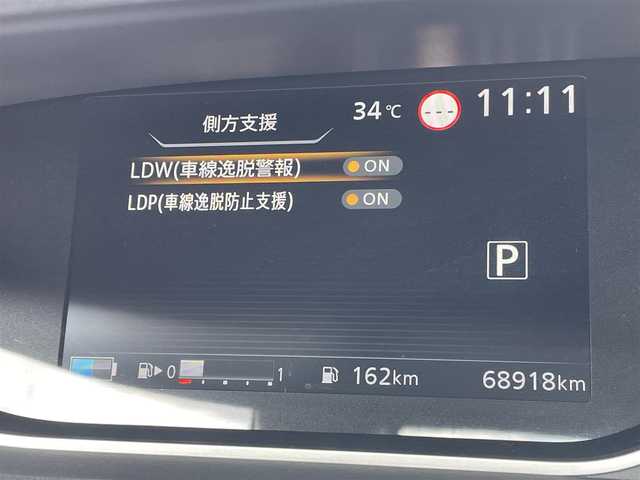 側方支援 34℃ --- 11:11
LDW(車線逸脱警報) ON
LDP(車線逸脱防止支援) ON
P
0 1 162km 68918km